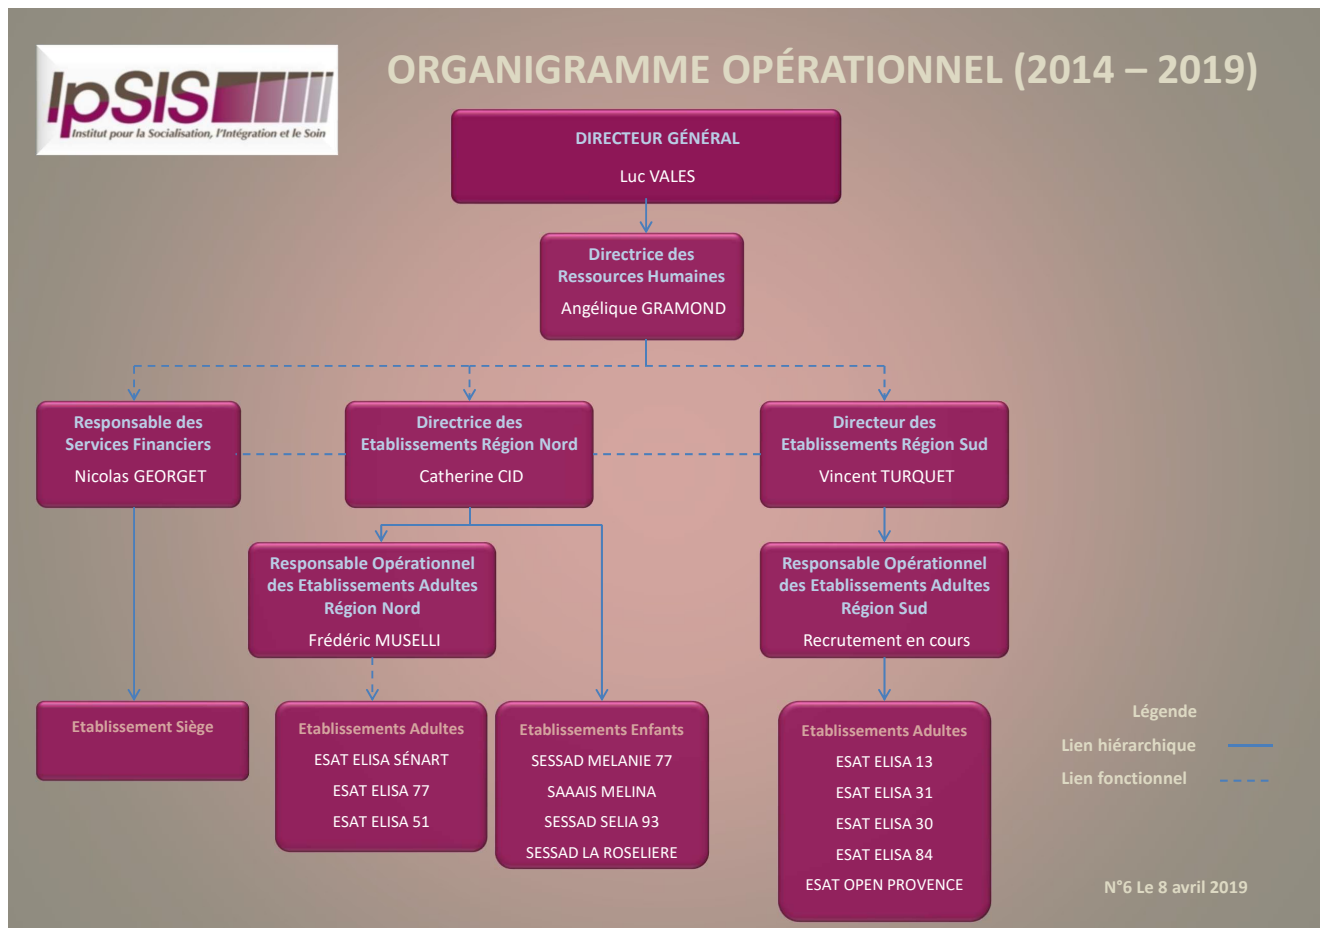 IpSIS
Institut pour la Socialisation, l'Intégration et le Soin
ORGANIGRAMME OPÉRATIONNEL (2014 – 2019)
DIRECTEUR GÉNÉRAL
Luc VALES
Directrice des
Ressources Humaines
Angélique GRAMOND
Responsable des
Services Financiers
Nicolas GEORGET
Directrice des
Etablissements Région Nord
Catherine CID
Directeur des
Etablissements Région Sud
Vincent TURQUET
Responsable Opérationnel
des Etablissements Adultes
Région Nord
Frédéric MUSELLI
Responsable Opérationnel
des Etablissements Adultes
Région Sud
Recrutement en cours
Etablissement Siège
Etablissements Adultes
ESAT ELISA SÉNART
ESAT ELISA 77
ESAT ELISA 51
Etablissements Enfants
SESSAD MELANIE 77
SAAAIS MELINA
SESSAD SELIA 93
SESSAD LA ROSELIERE
Etablissements Adultes
ESAT ELISA 13
ESAT ELISA 31
ESAT ELISA 30
ESAT ELISA 84
ESAT OPEN PROVENCE
Légende
Lien hiérarchique
Lien fonctionnel
N°6 Le 8 avril 2019